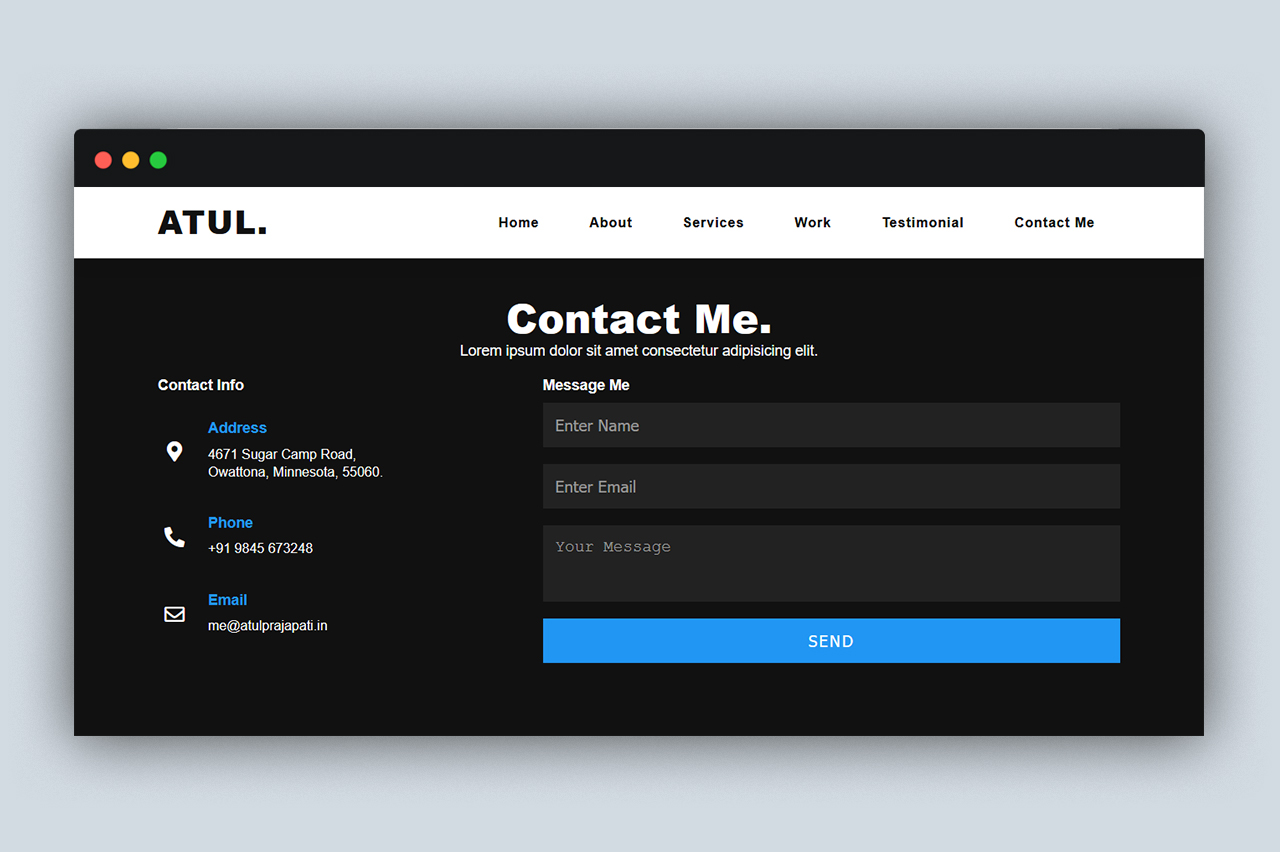 ATUL.
Home
About
Services
Work
Testimonial
Contact Me
Contact Me.
Lorem ipsum dolor sit amet consectetur adipisicing elit.
Contact Info
Address
4671 Sugar Camp Road,
Owattona, Minnesota, 55060.
Phone
+91 9845 673248
Email
me@atulprajapati.in
Message Me
Enter Name
Enter Email
Your Message
SEND